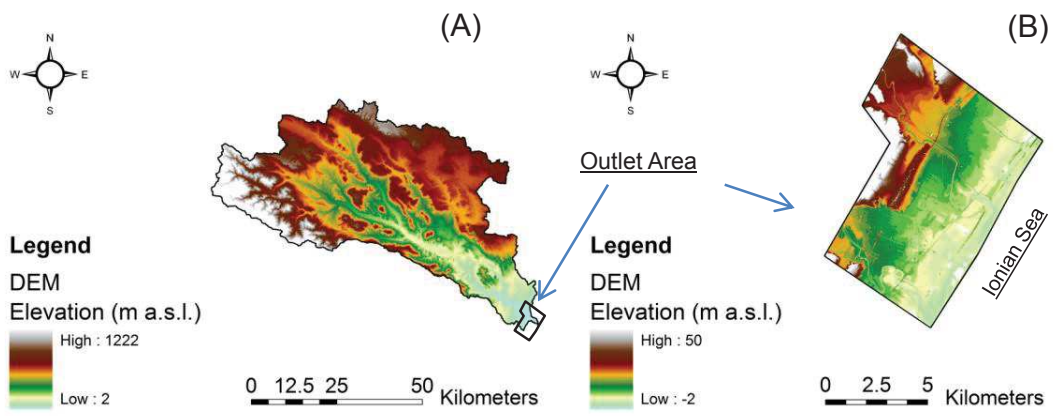 (A)
N
W E
S
Legend
DEM
Elevation (m a.s.l.)
High : 1222
Low : 2
0 12.5 25 50 Kilometers
Outlet Area
(B)
N
W E
S
Ionian Sea
Legend
DEM
Elevation (m a.s.l.)
High : 50
Low : -2
0 2.5 5 Kilometers